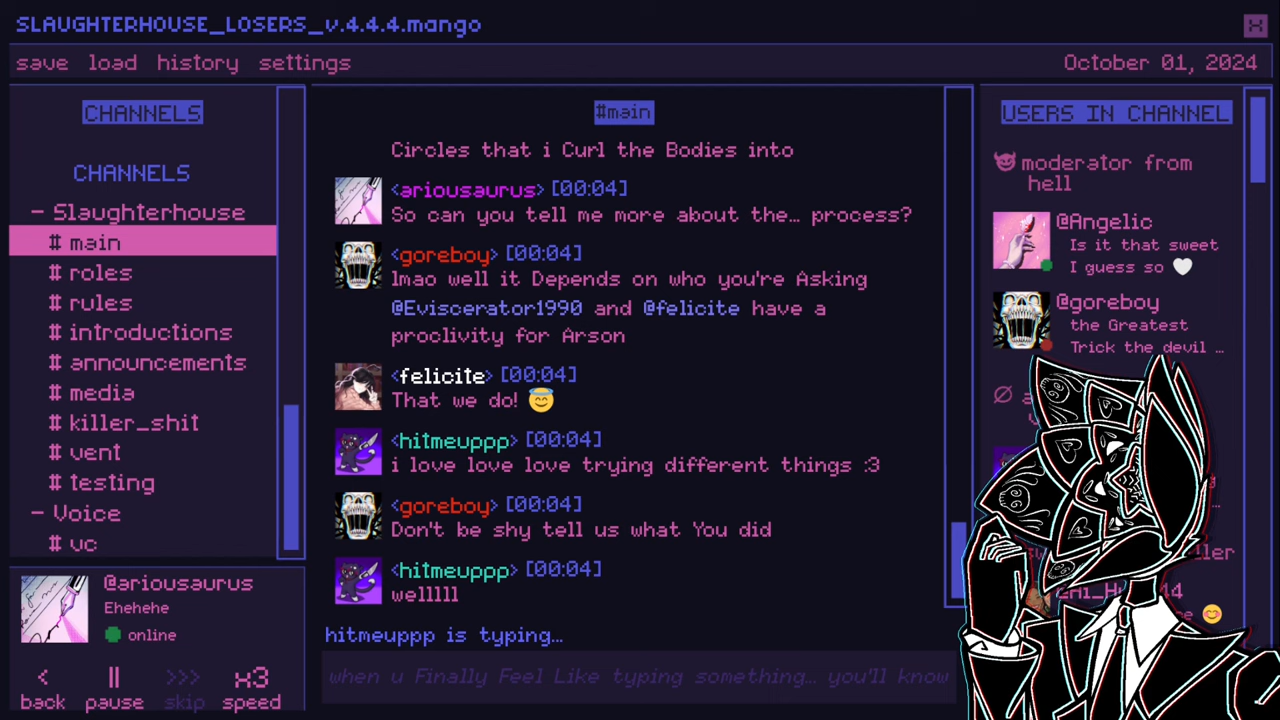 SLAUGHTERHOUSE_LOSERS_v.4.4.4.mango
save load history settings
October 01, 2024
CHANNELS
CHANNELS
- Slaughterhouse
# main
# roles
# rules
# introductions
# announcements
# media
# killer_shit
# vent
# testing
- Voice
# vc
@ariousaurus
Ehehehe
online
< || >>> x3
back pause skip speed
#main
Circles that i Curl the Bodies into
<ariousaurus> [00:04]
So can you tell me more about the… process?
<goreboy> [00:04]
lmao well it Depends on who you're Asking
@Eviscerator1990 and @felicite have a
proclivity for Arson
<felicite> [00:04]
That we do! 😇
<hitmeuppp> [00:04]
i love love love trying different things :3
<goreboy> [00:04]
Don't be shy tell us what You did
<hitmeuppp> [00:04]
welllll
hitmeuppp is typing…
when u Finally Feel Like typing something… you'll know
USERS IN CHANNEL
😈 moderator from
hell
@Angelic
Is it that sweet
I guess so 🤍
@goreboy
the Greatest
Trick the devil …